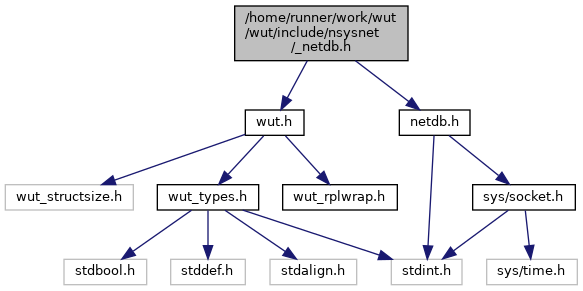 /home/runner/work/wut
/wut/include/nsysnet
/_netdb.h
wut.h
netdb.h
wut_structsize.h
wut_types.h
wut_rplwrap.h
sys/socket.h
stdbool.h
stddef.h
stdalign.h
stdint.h
sys/time.h